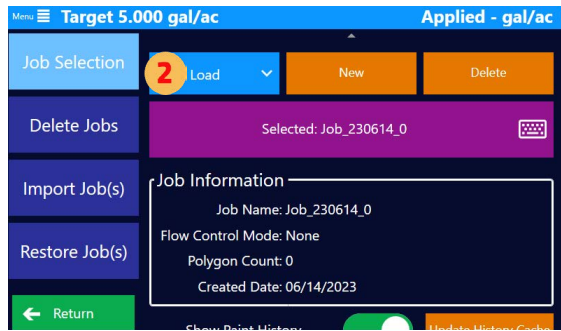 Menu Target 5.000 gal/ac Applied - gal/ac
Job Selection
2 Load New Delete
Delete Jobs
Selected: Job_230614_0
Job Information
Import Job(s)
Job Name: Job_230614_0
Flow Control Mode: None
Restore Job(s)
Polygon Count: 0
Created Date: 06/14/2023
Return
Show Paint History
Update History Cache